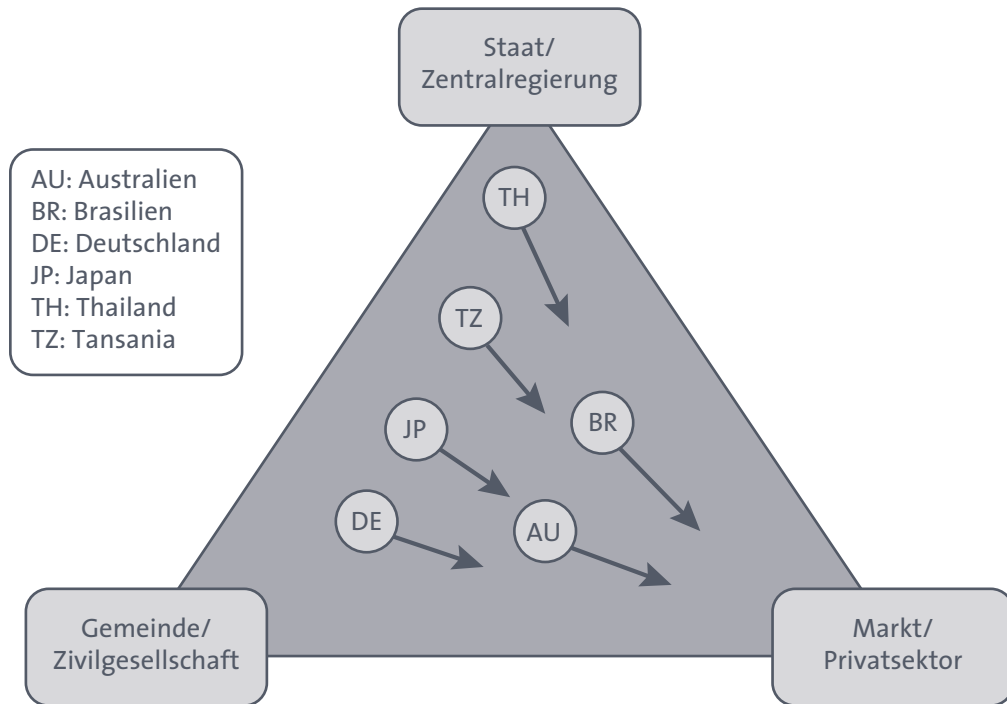 Staat/
Zentralregierung
AU: Australien
BR: Brasilien
DE: Deutschland
JP: Japan
TH: Thailand
TZ: Tansania
TH
TZ
BR
JP
DE
AU
Gemeinde/
Zivilgesellschaft
Markt/
Privatsektor